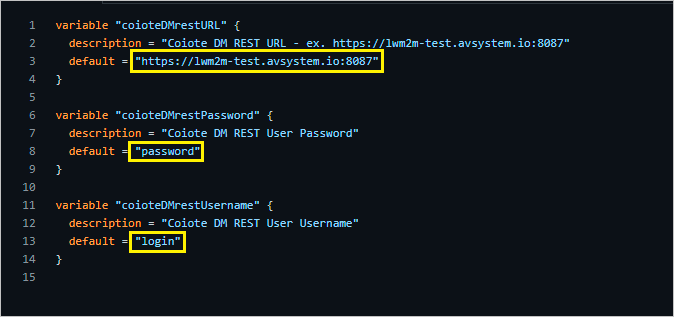 1 variable "coioteDMrestURL" {
2 description = "Coiote DM REST URL - ex. https://lwm2m-test.avsystem.io:8087"
3 default = "https://lwm2m-test.avsystem.io:8087"
4 }
5
6 variable "coioteDMrestPassword" {
7 description = "Coiote DM REST User Password"
8 default = "password"
9 }
10
11 variable "coioteDMrestUsername" {
12 description = "Coiote DM REST User Username"
13 default = "login"
14 }
15